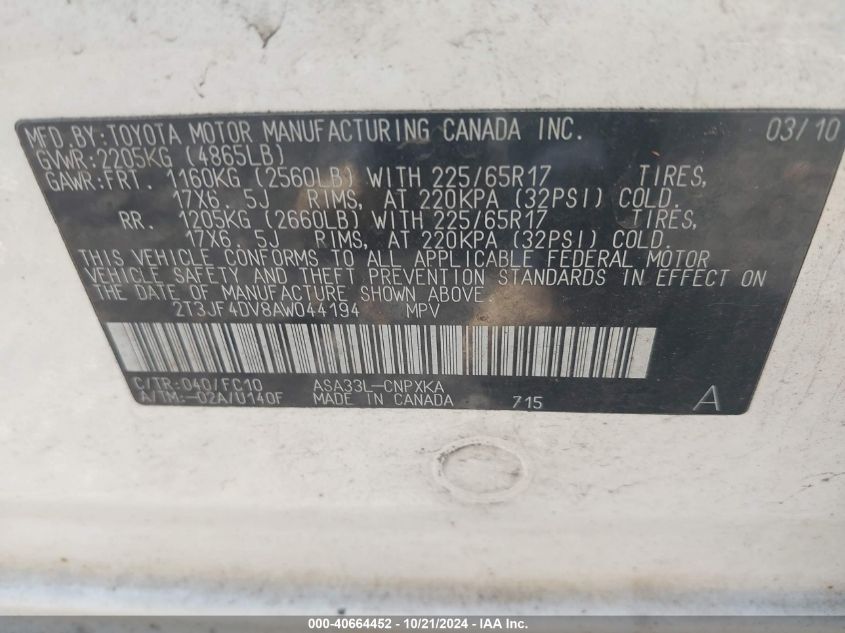 MFD. BY: TOYOTA MOTOR MANUFACTURING CANADA INC. 03/10
GVWR: 2205KG (4865LB)
GAWR: FRT. 1160KG (2560LB) WITH 225/65R17 TIRES,
17X6. 5J RIMS, AT 220KPA (32PSI) COLD.
RR. 1205KG (2660LB) WITH 225/65R17 TIRES,
17X6. 5J RIMS, AT 220KPA (32PSI) COLD.
THIS VEHICLE CONFORMS TO ALL APPLICABLE FEDERAL MOTOR
VEHICLE SAFETY AND THEFT PREVENTION STANDARDS IN EFFECT ON
THE DATE OF MANUFACTURE SHOWN ABOVE.
2T3JF4DV8AW044194 MPV
C/TR: 040/FC10 ASA33L-CNPXKA
A/TM: -02A/U140F MADE IN CANADA 715 A
000-40664452 - 10/21/2024 - IAA Inc.